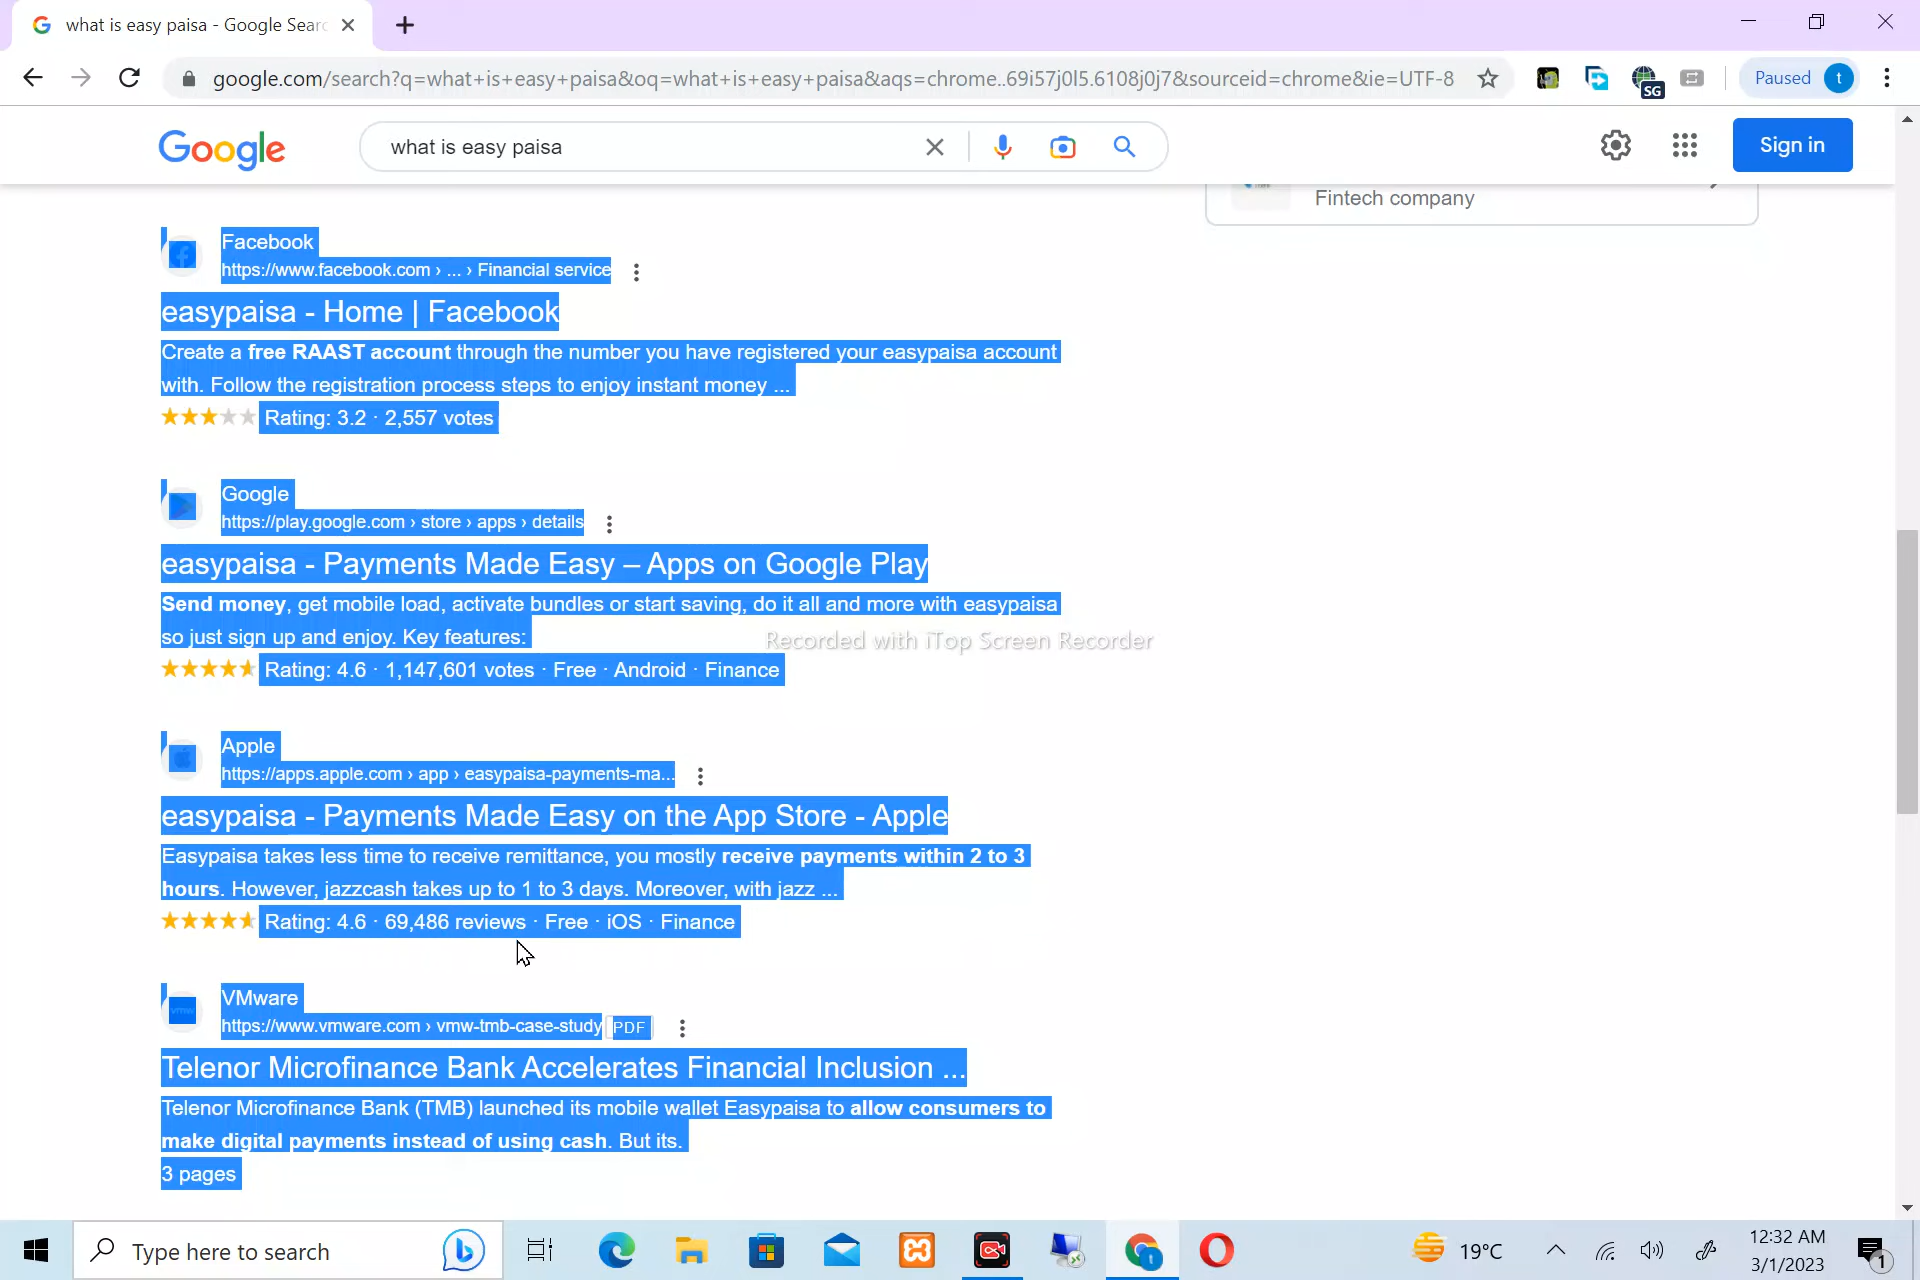 what is easy paisa - Google Sear
google.com/search?q=what+is+easy+paisa&oq=what+is+easy+paisa&aqs=chrome..69i57j0l5.6108j0j7&sourceid=chrome&ie=UTF-8
SG
Paused
t
Google
what is easy paisa
Sign in
Fintech company
Facebook
https://www.facebook.com › ... › Financial service
easypaisa - Home | Facebook
Create a free RAAST account through the number you have registered your easypaisa account
with. Follow the registration process steps to enjoy instant money ...
Rating: 3.2 · 2,557 votes
Google
https://play.google.com › store › apps › details
easypaisa - Payments Made Easy – Apps on Google Play
Send money, get mobile load, activate bundles or start saving, do it all and more with easypaisa
so just sign up and enjoy. Key features:
Recorded with iTop Screen Recorder
Rating: 4.6 · 1,147,601 votes · Free · Android · Finance
Apple
https://apps.apple.com › app › easypaisa-payments-ma...
easypaisa - Payments Made Easy on the App Store - Apple
Easypaisa takes less time to receive remittance, you mostly receive payments within 2 to 3
hours. However, jazzcash takes up to 1 to 3 days. Moreover, with jazz ...
Rating: 4.6 · 69,486 reviews · Free · iOS · Finance
VMware
https://www.vmware.com › vmw-tmb-case-study PDF
Telenor Microfinance Bank Accelerates Financial Inclusion ...
Telenor Microfinance Bank (TMB) launched its mobile wallet Easypaisa to allow consumers to
make digital payments instead of using cash. But its.
3 pages
Type here to search
19°C
12:32 AM
3/1/2023
1